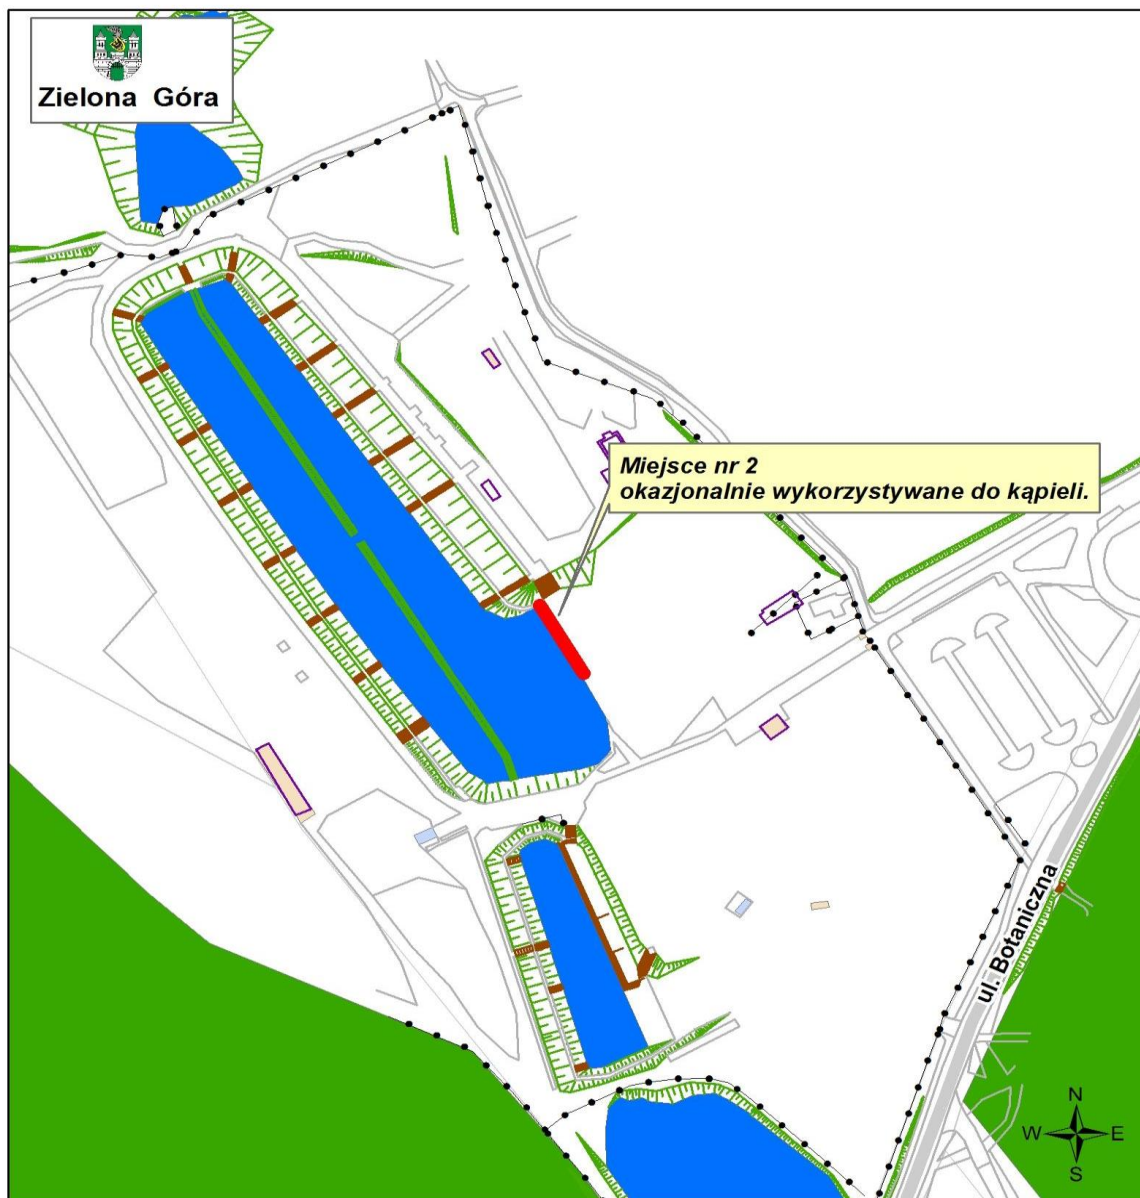 Zielona Góra
Miejsce nr 2
okazjonalnie wykorzystywane do kąpieli.
ul. Botaniczna
N
W E
S